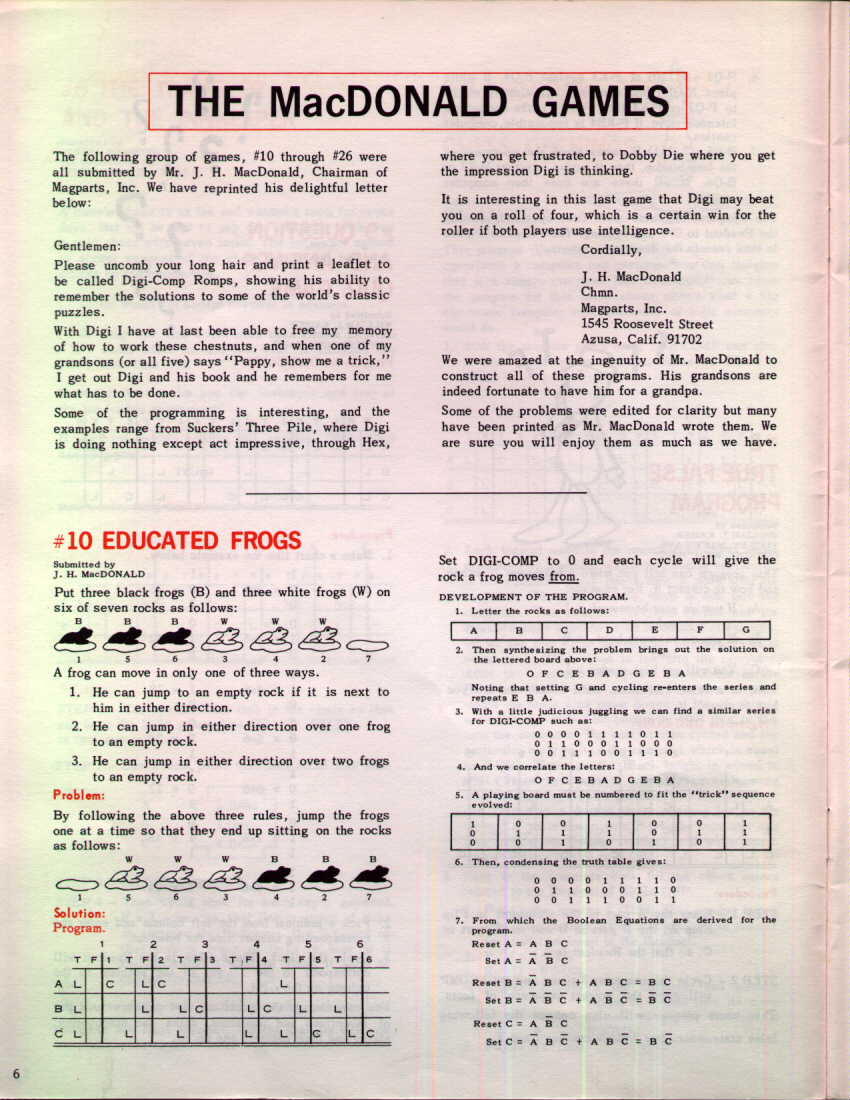 THE MacDONALD GAMES
The following group of games, #10 through #26 were
all submitted by Mr. J. H. MacDonald, Chairman of
Magparts, Inc. We have reprinted his delightful letter
below:
Gentlemen:
Please uncomb your long hair and print a leaflet to
be called Digi-Comp Romps, showing his ability to
remember the solutions to some of the world's classic
puzzles.
With Digi I have at last been able to free my memory
of how to work these chestnuts, and when one of my
grandsons (or all five) says "Pappy, show me a trick,"
I get out Digi and his book and he remembers for me
what has to be done.
Some of the programming is interesting, and the
examples range from Suckers' Three Pile, where Digi
is doing nothing except act impressive, through Hex,
where you get frustrated, to Dobby Die where you get
the impression Digi is thinking.
It is interesting in this last game that Digi may beat
you on a roll of four, which is a certain win for the
roller if both players use intelligence.
Cordially,
J. H. MacDonald
Chmn.
Magparts, Inc.
1545 Roosevelt Street
Azusa, Calif. 91702
We were amazed at the ingenuity of Mr. MacDonald to
construct all of these programs. His grandsons are
indeed fortunate to have him for a grandpa.
Some of the problems were edited for clarity but many
have been printed as Mr. MacDonald wrote them. We
are sure you will enjoy them as much as we have.
#10 EDUCATED FROGS
Submitted by
J. H. MacDONALD
Put three black frogs (B) and three white frogs (W) on
six of seven rocks as follows:
B B B W W W
1 5 6 3 4 2 7
A frog can move in only one of three ways.
1. He can jump to an empty rock if it is next to
him in either direction.
2. He can jump in either direction over one frog
to an empty rock.
3. He can jump in either direction over two frogs
to an empty rock.
Problem:
By following the above three rules, jump the frogs
one at a time so that they end up sitting on the rocks
as follows:
W W W B B B
1 5 6 3 4 2 7
Solution:
Program.
1 2 3 4 5 6
T F 1 T F 2 T F 3 T F 4 T F 5 T F 6
A L C L C L
B L L L C L C L L
C L L L L L C L C
Set DIGI-COMP to 0 and each cycle will give the
rock a frog moves from.
DEVELOPMENT OF THE PROGRAM.
1. Letter the rocks as follows:
A B C D E F G
2. Then synthesizing the problem brings out the solution on
the lettered board above:
O F C E B A D G E B A
Noting that setting G and cycling re-enters the series and
repeats E B A.
3. With a little judicious juggling we can find a similar series
for DIGI-COMP such as:
0 0 0 0 1 1 1 1 0 1 1
0 1 1 0 0 0 1 1 0 0 0
0 0 1 1 1 0 0 1 1 1 0
4. And we correlate the letters:
O F C E B A D G E B A
5. A playing board must be numbered to fit the "trick" sequence
evolved:
1 0 0 1 0 0 1
0 1 1 1 0 1 1
0 0 1 0 1 0 1
6. Then, condensing the truth table gives:
0 0 0 0 1 1 1 1 0
0 1 1 0 0 0 1 1 0
0 0 1 1 1 0 0 1 1
7. From which the Boolean Equations are derived for the
program.
Reset A = A B C
Set A = A̅ B̅ C
Reset B = A̅ B C + A B C = B C
Set B = A̅ B̅ C̅ + A B̅ C̅ = B̅ C̅
Reset C = A B̅ C
Set C = A̅ B C̅ + A B C̅ = B C̅
6